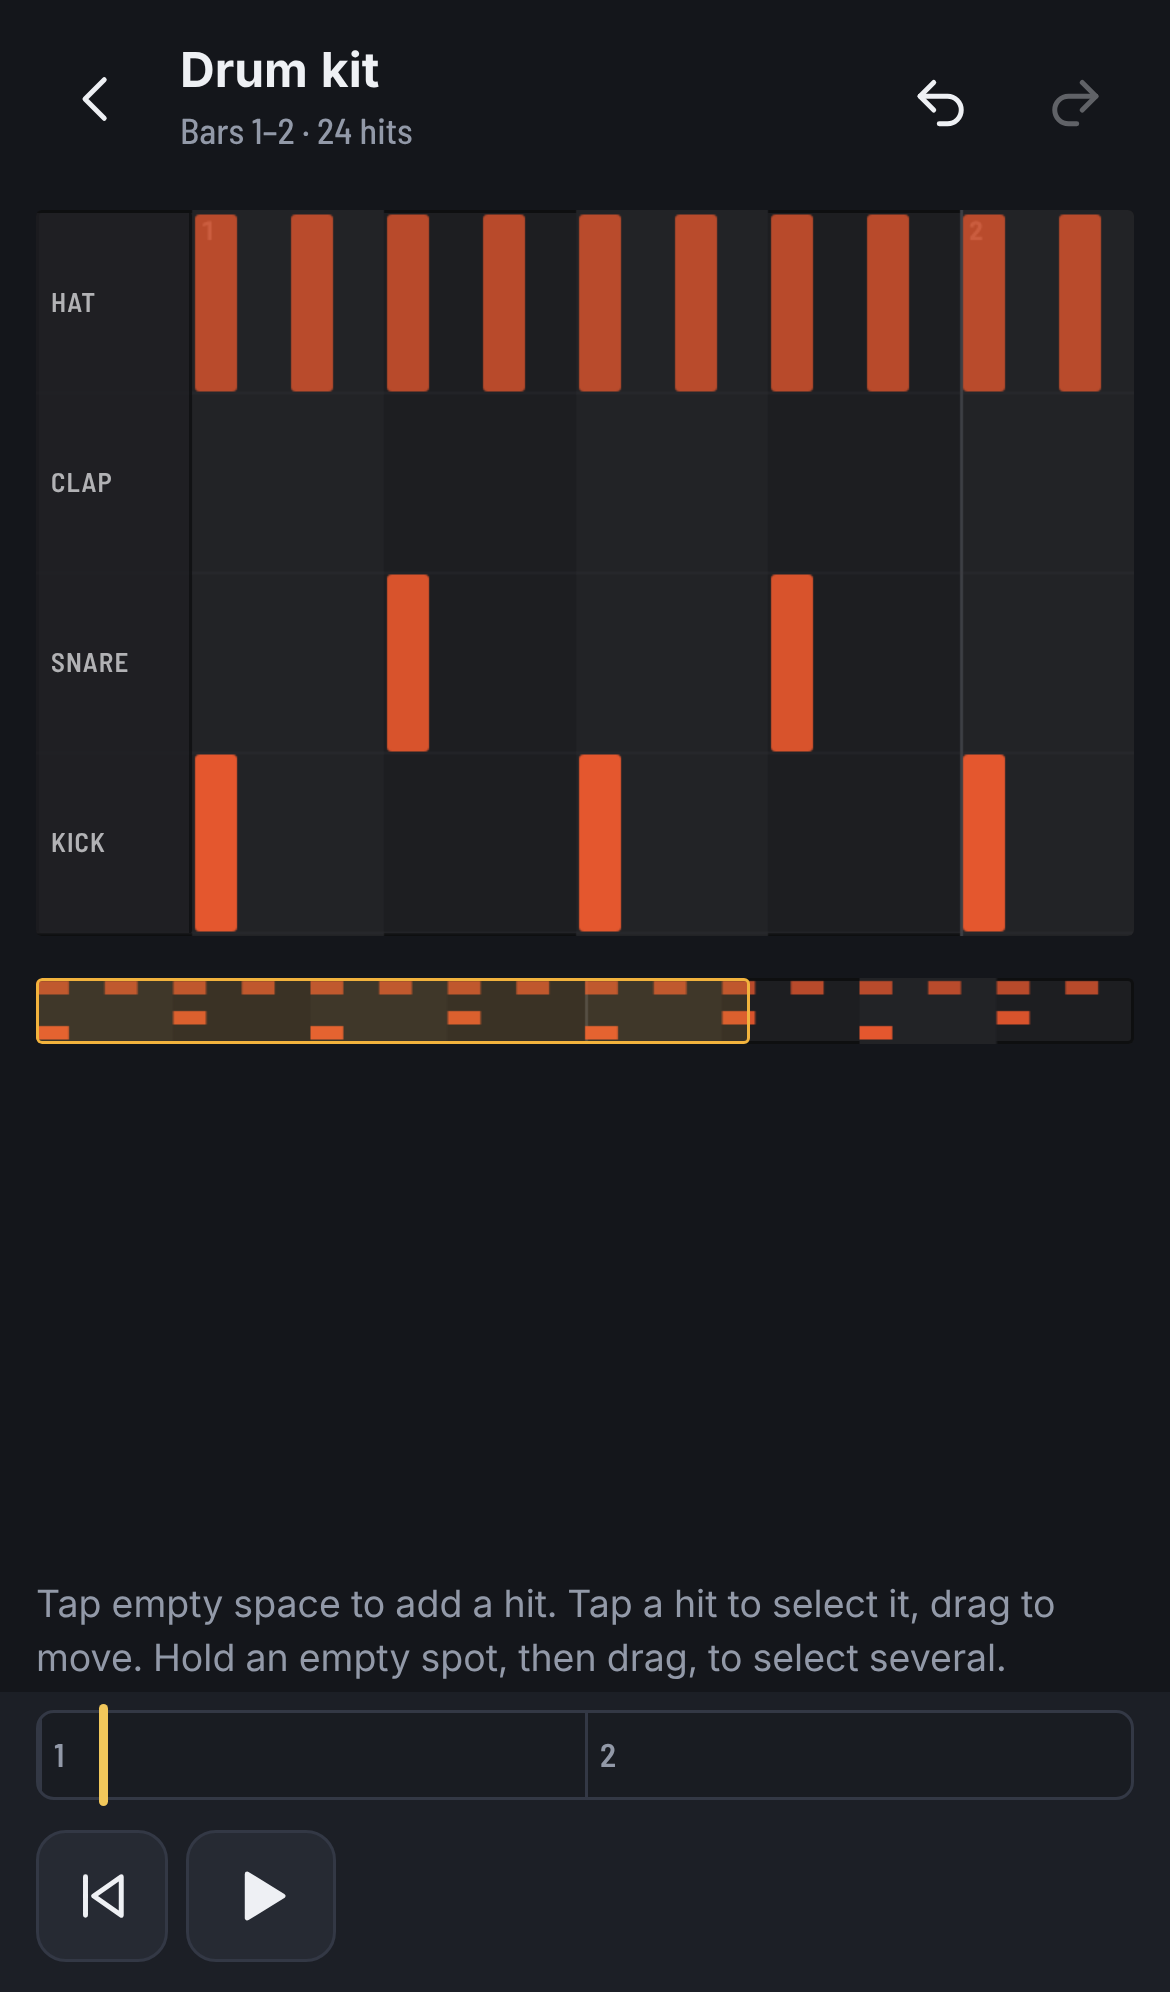 Drum kit
Bars 1–2 · 24 hits
1
2
HAT
CLAP
SNARE
KICK
Tap empty space to add a hit. Tap a hit to select it, drag to
move. Hold an empty spot, then drag, to select several.
1
2